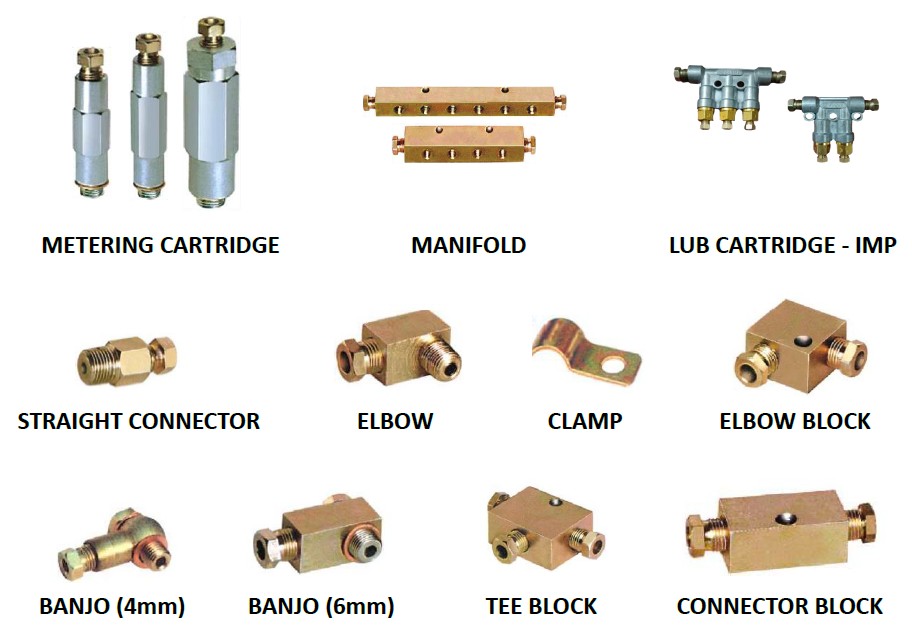 METERING CARTRIDGE
MANIFOLD
LUB CARTRIDGE - IMP
STRAIGHT CONNECTOR
ELBOW
CLAMP
ELBOW BLOCK
BANJO (4mm)
BANJO (6mm)
TEE BLOCK
CONNECTOR BLOCK